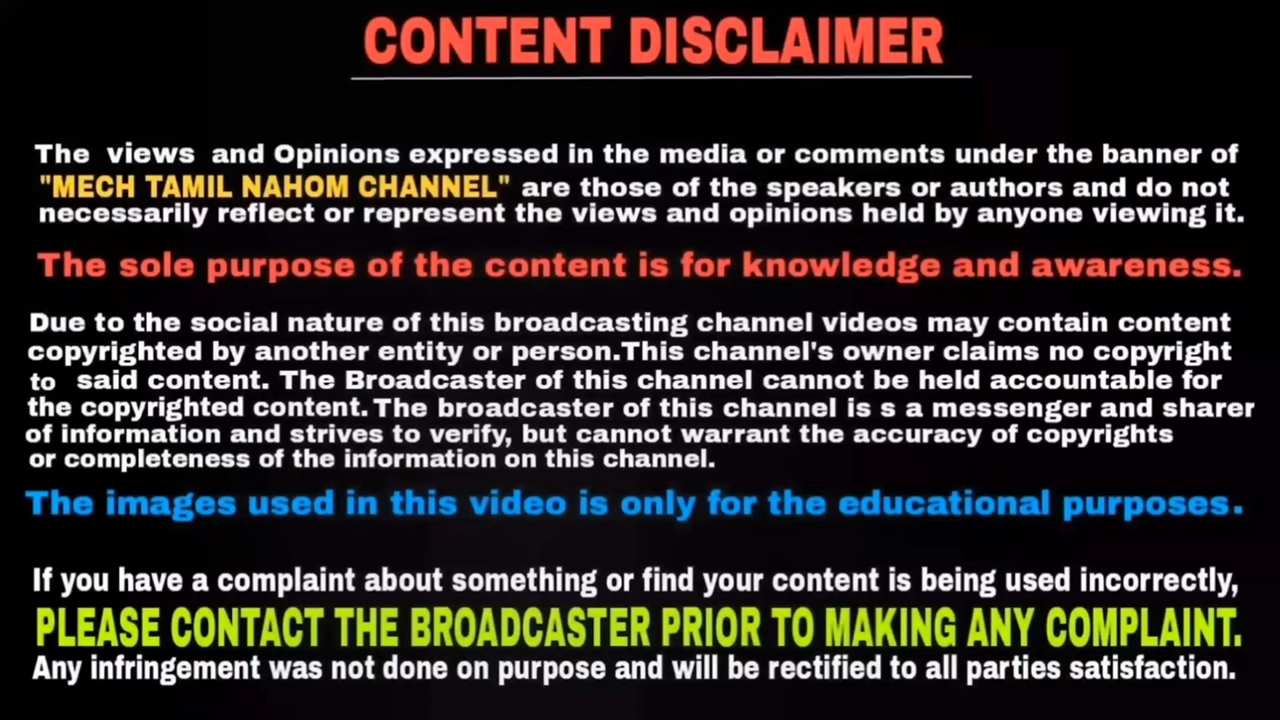 CONTENT DISCLAIMER
The views and Opinions expressed in the media or comments under the banner of
"MECH TAMIL NAHOM CHANNEL" are those of the speakers or authors and do not
necessarily reflect or represent the views and opinions held by anyone viewing it.
The sole purpose of the content is for knowledge and awareness.
Due to the social nature of this broadcasting channel videos may contain content
copyrighted by another entity or person.This channel's owner claims no copyright
to said content. The Broadcaster of this channel cannot be held accountable for
the copyrighted content. The broadcaster of this channel is s a messenger and sharer
of information and strives to verify, but cannot warrant the accuracy of copyrights
or completeness of the information on this channel.
The images used in this video is only for the educational purposes.
If you have a complaint about something or find your content is being used incorrectly,
PLEASE CONTACT THE BROADCASTER PRIOR TO MAKING ANY COMPLAINT.
Any infringement was not done on purpose and will be rectified to all parties satisfaction.